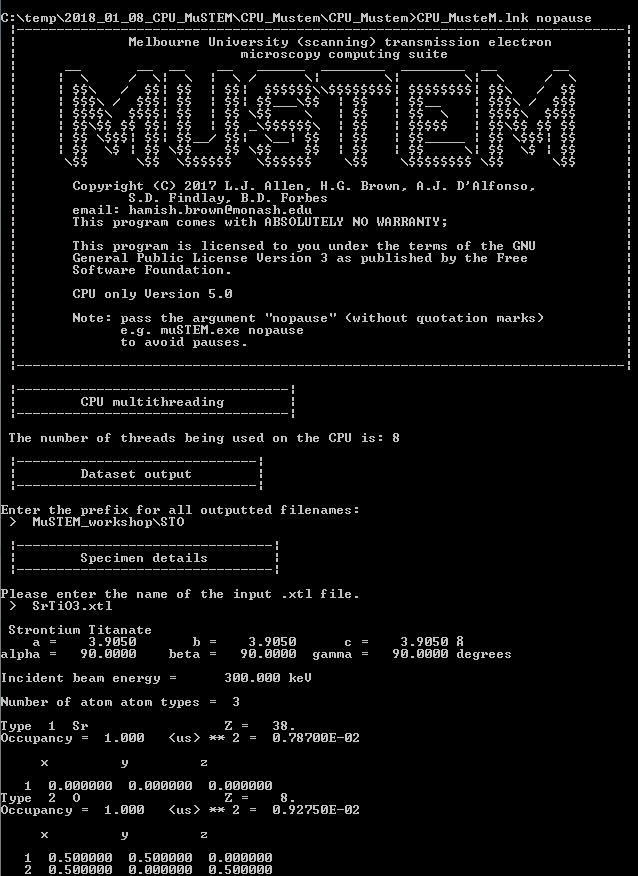 C:\temp\2018_01_08_CPU_MuSTEM\CPU_Mustem\CPU_Mustem>CPU_MusteM.lnk nopause
Melbourne University (scanning) transmission electron
microscopy computing suite
MUSTEM
Copyright (C) 2017 L.J. Allen, H.G. Brown, A.J. D'Alfonso,
S.D. Findlay, B.D. Forbes
email: hamish.brown@monash.edu
This program comes with ABSOLUTELY NO WARRANTY;
This program is licensed to you under the terms of the GNU
General Public License Version 3 as published by the Free
Software Foundation.
CPU only Version 5.0
Note: pass the argument "nopause" (without quotation marks)
e.g. muSTEM.exe nopause
to avoid pauses.
CPU multithreading
The number of threads being used on the CPU is: 8
Dataset output
Enter the prefix for all outputted filenames:
> MuSTEM_workshop\STO
Specimen details
Please enter the name of the input .xtl file.
> SrTiO3.xtl
Strontium Titanate
a = 3.9050 b = 3.9050 c = 3.9050 Å
alpha = 90.0000 beta = 90.0000 gamma = 90.0000 degrees
Incident beam energy = 300.000 keV
Number of atom atom types = 3
Type 1 Sr Z = 38.
Occupancy = 1.000 <us> ** 2 = 0.78700E-02
x y z
1 0.000000 0.000000 0.000000
Type 2 O Z = 8.
Occupancy = 1.000 <us> ** 2 = 0.92750E-02
x y z
1 0.500000 0.500000 0.000000
2 0.500000 0.000000 0.500000